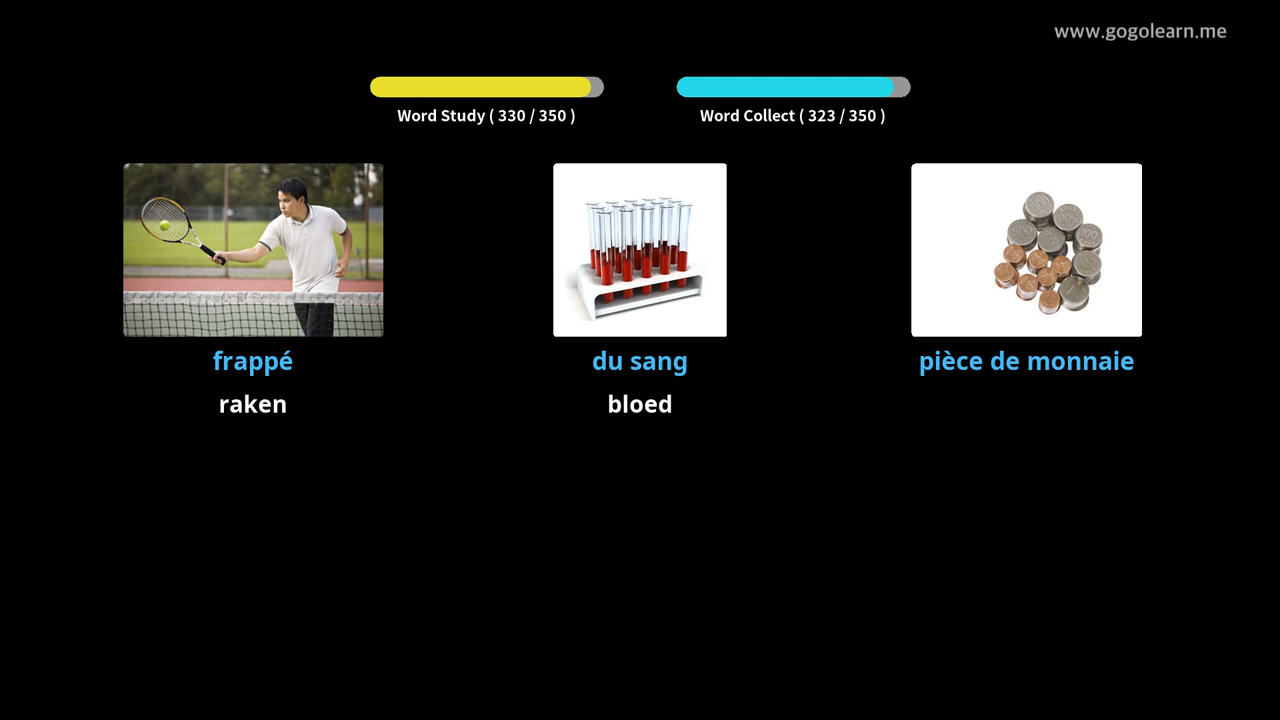 www.gogolearn.me
Word Study ( 330 / 350 )
Word Collect ( 323 / 350 )
frappé
du sang
pièce de monnaie
raken
bloed